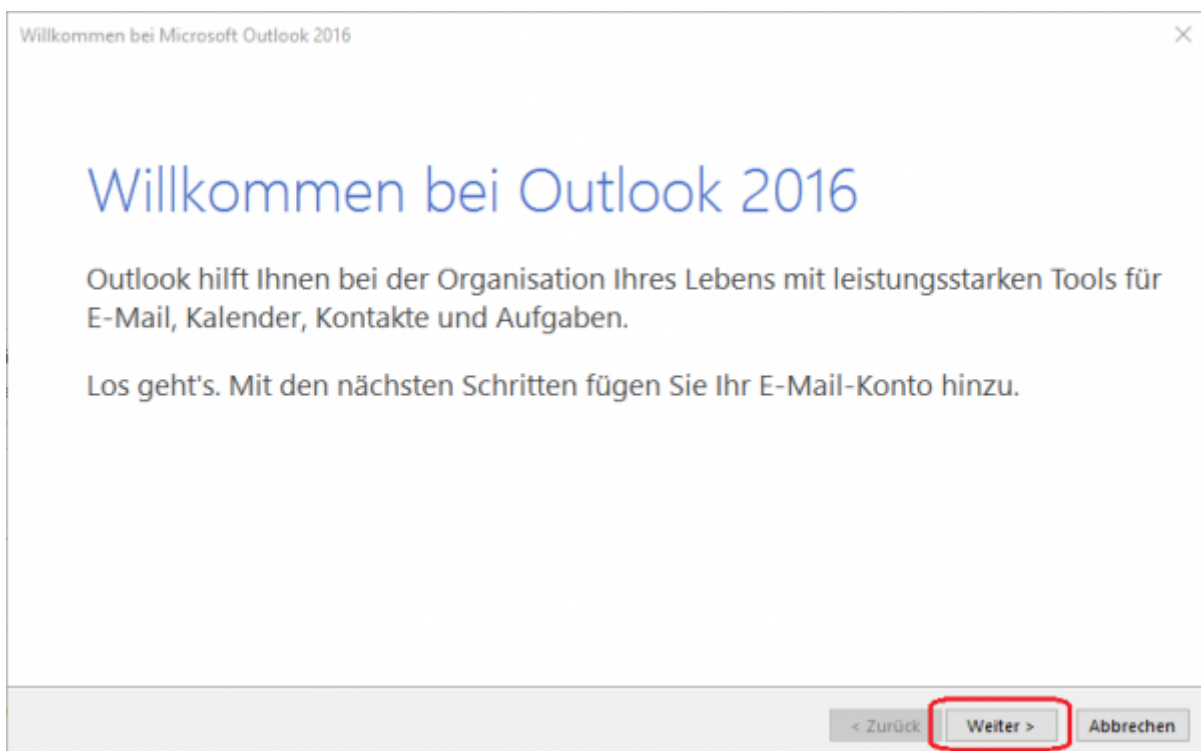 Willkommen bei Microsoft Outlook 2016
Willkommen bei Outlook 2016
Outlook hilft Ihnen bei der Organisation Ihres Lebens mit leistungsstarken Tools für
E-Mail, Kalender, Kontakte und Aufgaben.
Los geht's. Mit den nächsten Schritten fügen Sie Ihr E-Mail-Konto hinzu.
< Zurück Weiter > Abbrechen